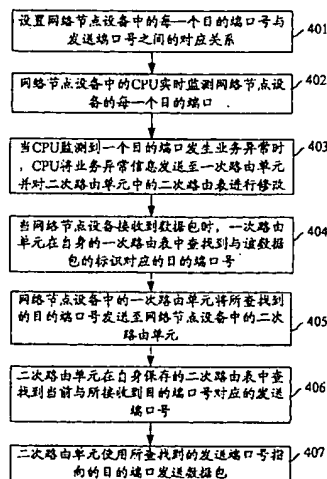 设置网络节点设备中的每一个目的端口号与
发送端口号之间的对应关系
401
网络节点设备中的CPU实时监测网络节点设
备的每一个目的端口
402
当CPU监测到一个目的端口发生业务异常时
，CPU将业务异常信息发送至一次路由单元
并对二次路由单元中的二次路由表进行修改
403
当网络节点设备接收到数据包时，一次路由
单元在自身的一次路由表中查找到与该数据
包的标识对应的目的端口号
404
网络节点设备中的一次路由单元将所查找到
的目的端口号发送至网络节点设备中的二次
路由单元
405
二次路由单元在自身保存的二次路由表中查
找到当前与所接收到目的端口号对应的发送
端口号
406
二次路由单元使用所查找到的发送端口号指
向的目的端口发送数据包
407